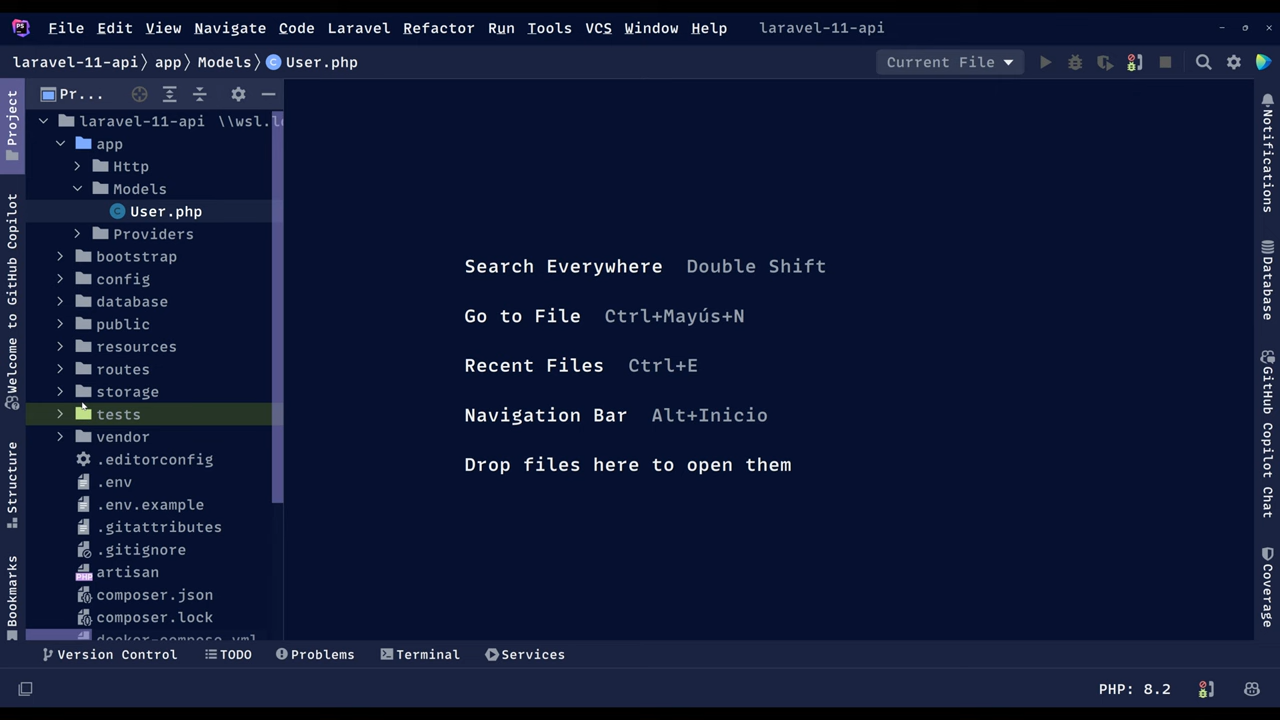 File Edit View Navigate Code Laravel Refactor Run Tools VCS Window Help laravel-11-api
laravel-11-api app Models User.php Current File
Project
Welcome to GitHub Copilot
Structure
Bookmarks
Pr...
laravel-11-api \\wsl.l
app
Http
Models
User.php
Providers
bootstrap
config
database
public
resources
routes
storage
tests
vendor
.editorconfig
.env
.env.example
.gitattributes
.gitignore
artisan
composer.json
composer.lock
docker-compose.yml
Search Everywhere Double Shift
Go to File Ctrl+Mayús+N
Recent Files Ctrl+E
Navigation Bar Alt+Inicio
Drop files here to open them
Notifications
Database
GitHub Copilot Chat
Coverage
Version Control TODO Problems Terminal Services
PHP: 8.2